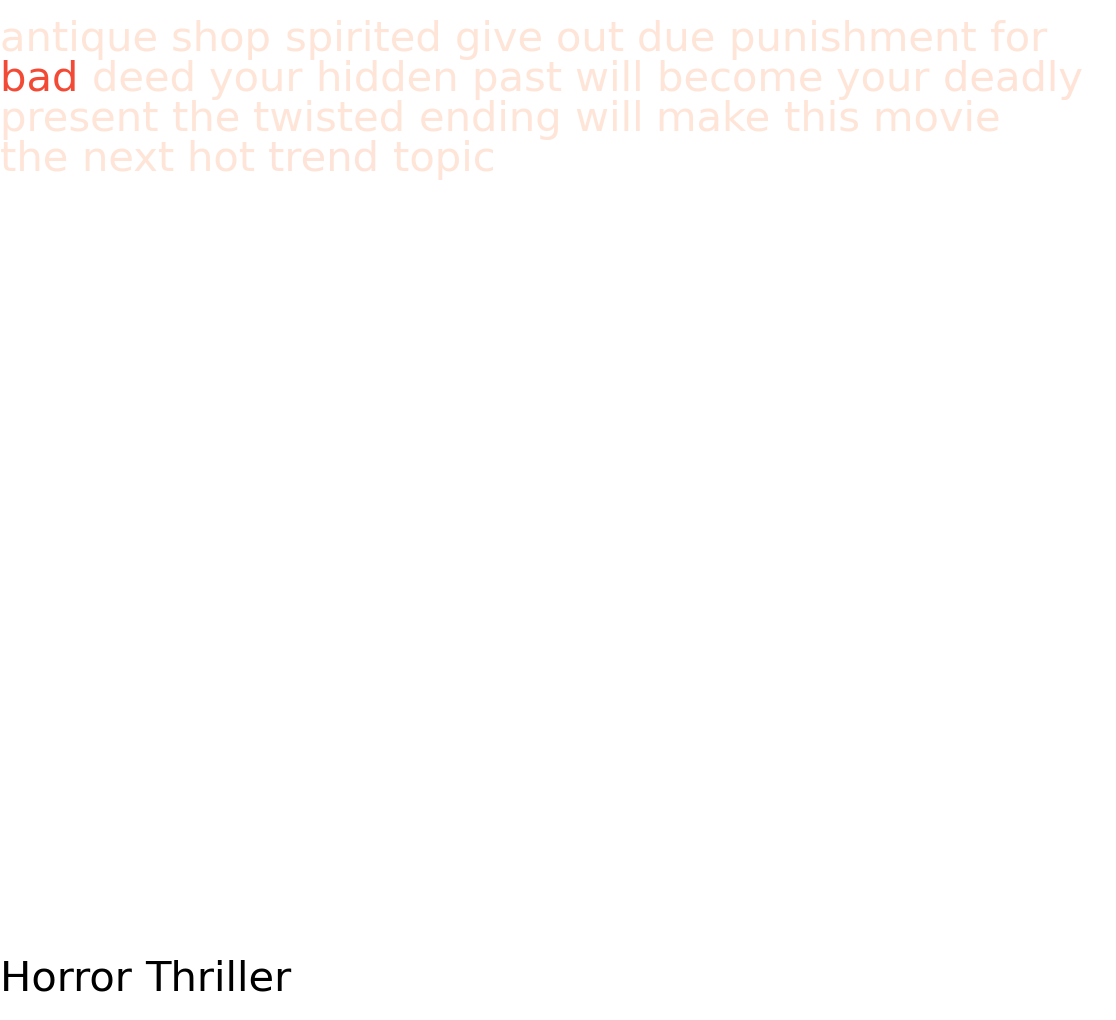 antique shop spirited give out due punishment for
bad deed your hidden past will become your deadly
present the twisted ending will make this movie
the next hot trend topic
Horror Thriller